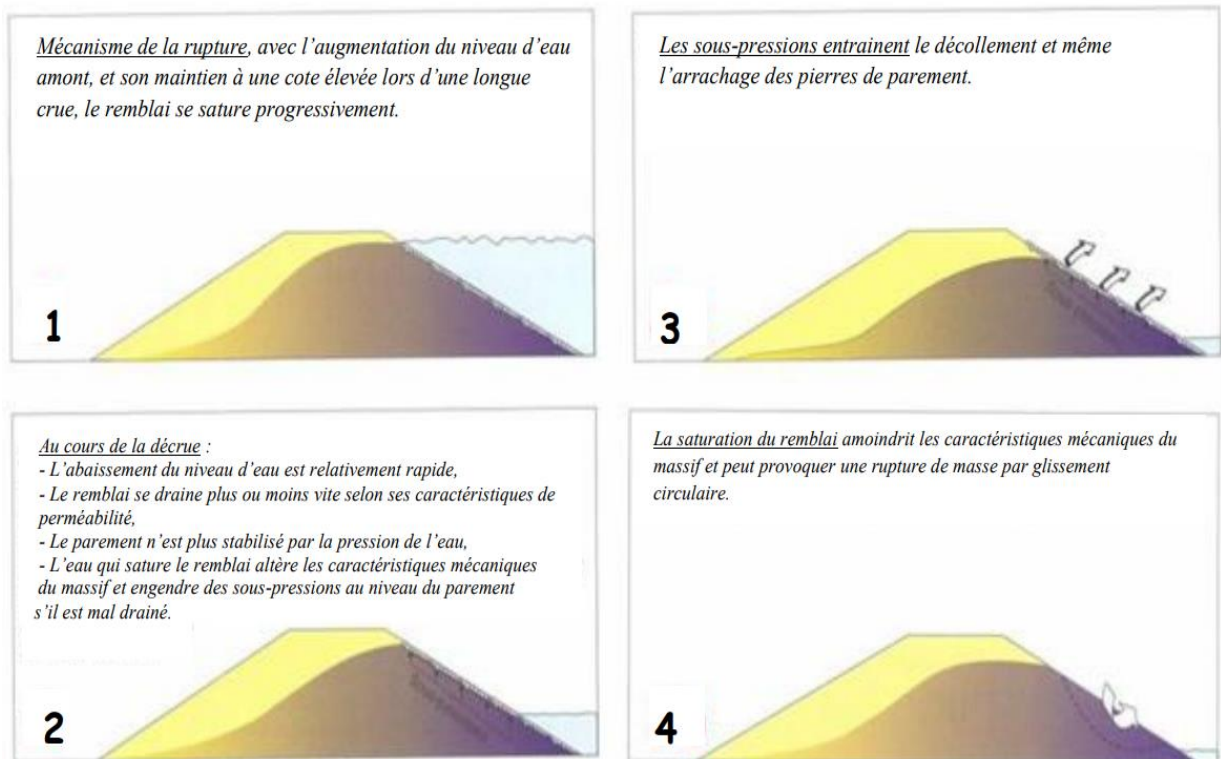 Mécanisme de la rupture, avec l'augmentation du niveau d'eau
amont, et son maintien à une cote élevée lors d'une longue
crue, le remblai se sature progressivement.
1
Au cours de la décrue :
- L'abaissement du niveau d'eau est relativement rapide,
- Le remblai se draine plus ou moins vite selon ses caractéristiques de
perméabilité,
- Le parement n'est plus stabilisé par la pression de l'eau,
- L'eau qui sature le remblai altère les caractéristiques mécaniques
du massif et engendre des sous-pressions au niveau du parement
s'il est mal drainé.
2
Les sous-pressions entrainent le décollement et même
l'arrachage des pierres de parement.
3
La saturation du remblai amoindrit les caractéristiques mécaniques du
massif et peut provoquer une rupture de masse par glissement
circulaire.
4